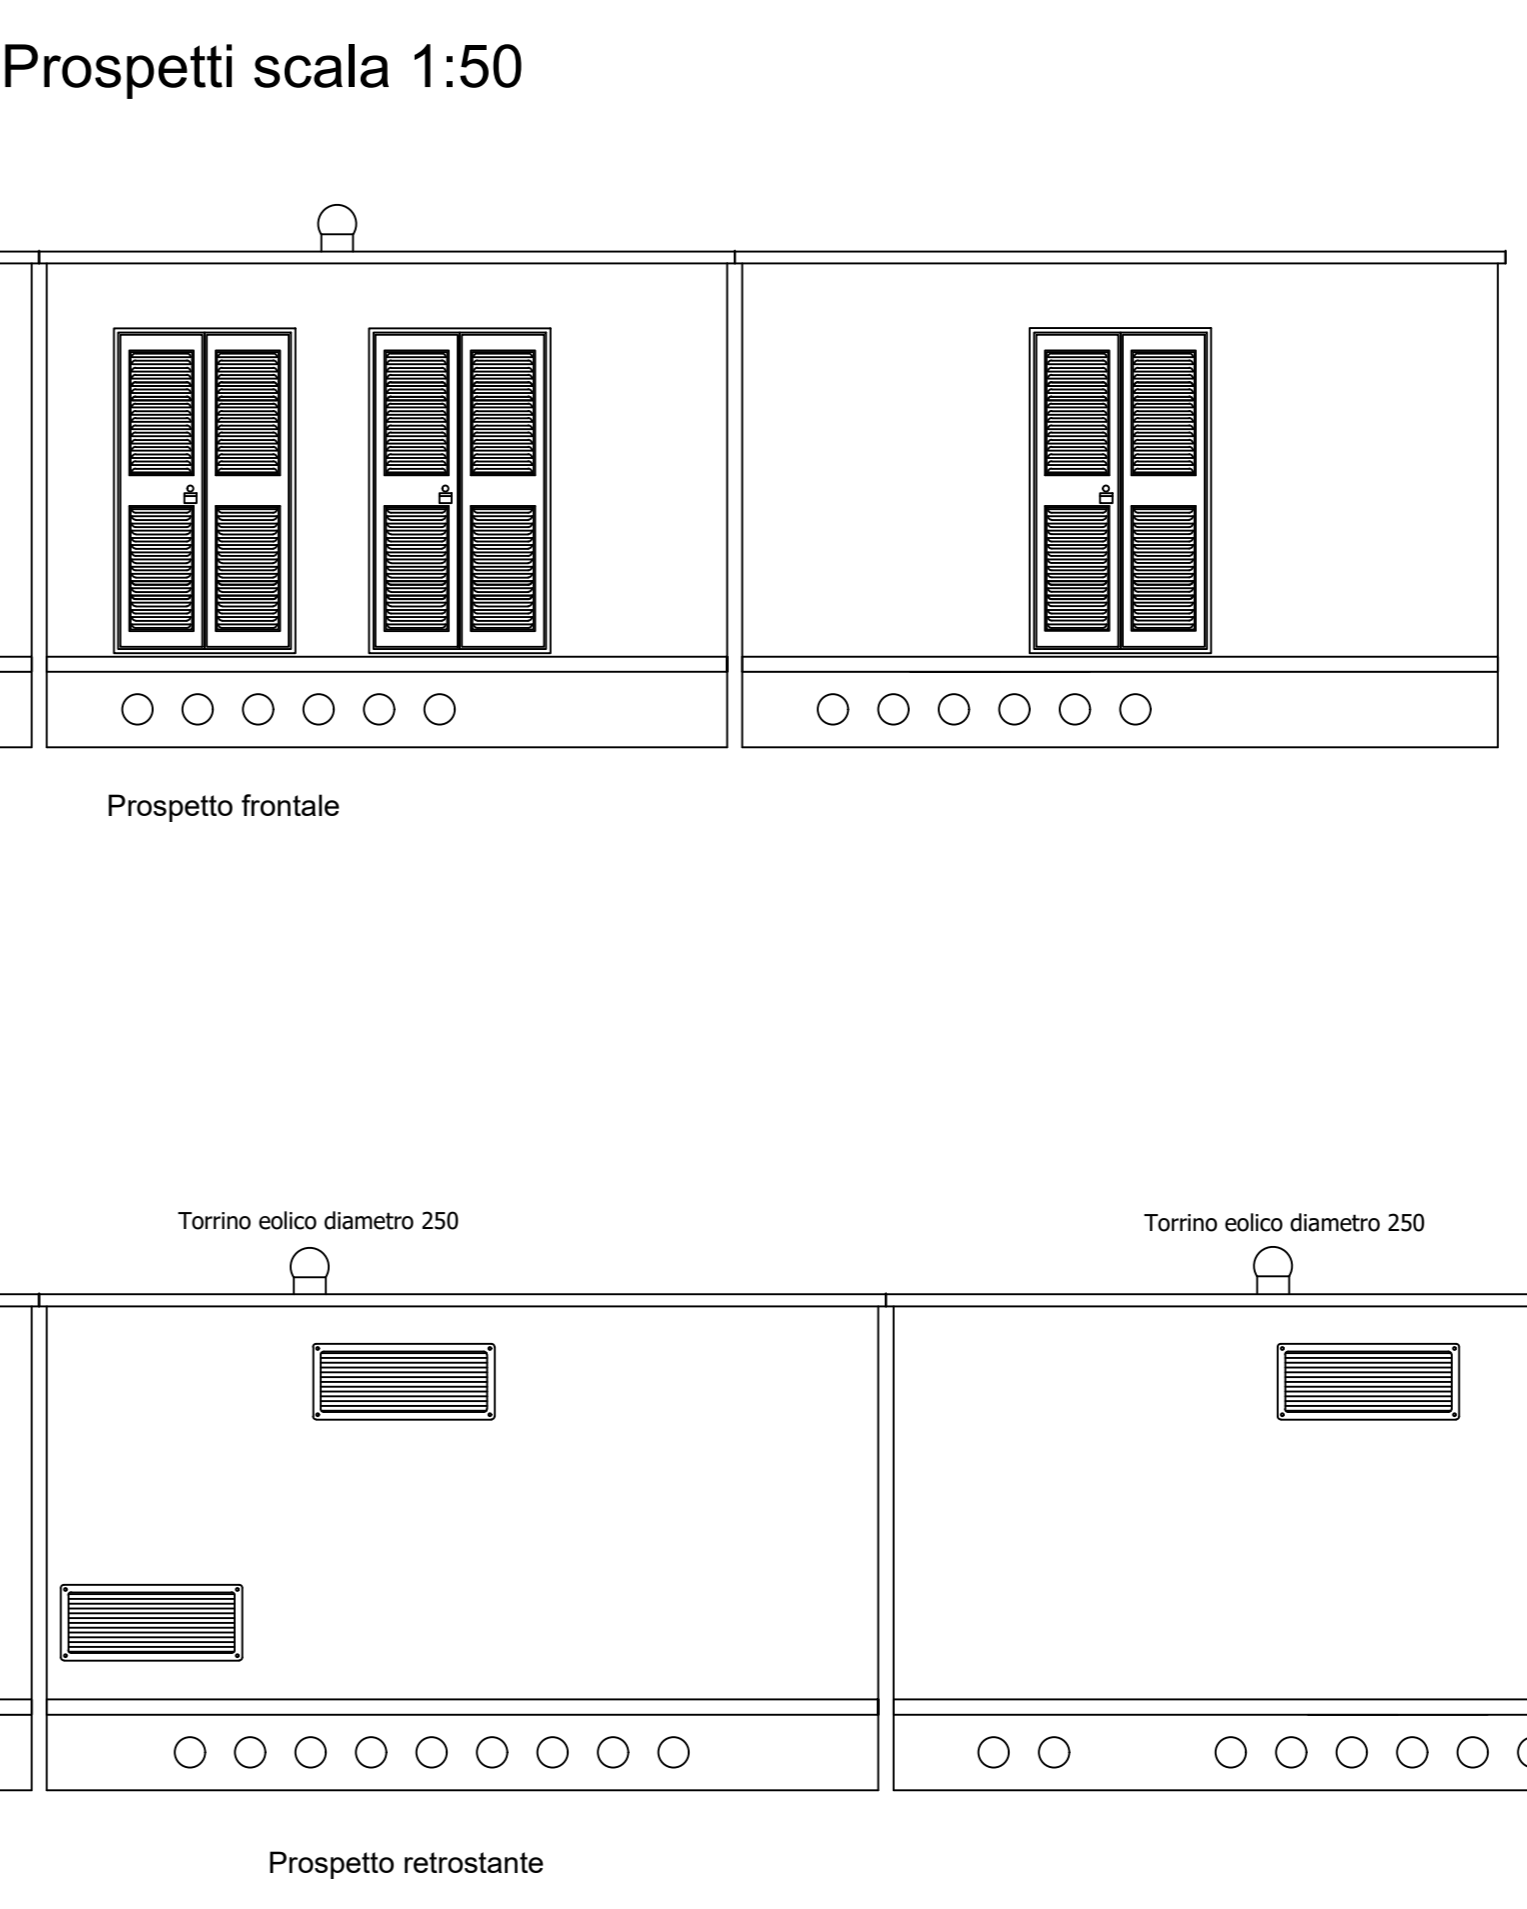 Prospetti scala 1:50
Prospetto frontale
Torrino eolico diametro 250
Torrino eolico diametro 250
Prospetto retrostante